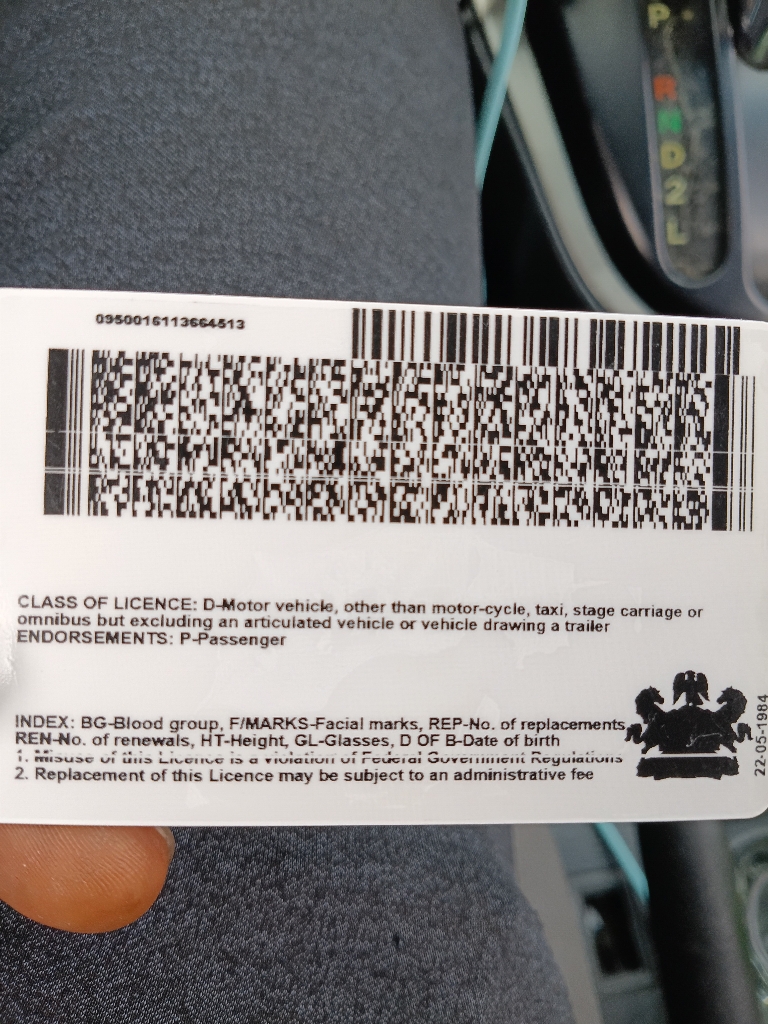 P
R
N
D
2
L
0950016113664513
CLASS OF LICENCE: D-Motor vehicle, other than motor-cycle, taxi, stage carriage or
omnibus but excluding an articulated vehicle or vehicle drawing a trailer
ENDORSEMENTS: P-Passenger
INDEX: BG-Blood group, F/MARKS-Facial marks, REP-No. of replacements,
REN-No. of renewals, HT-Height, GL-Glasses, D OF B-Date of birth
1. Misuse of this Licence is a violation of Federal Government Regulations
2. Replacement of this Licence may be subject to an administrative fee
22-05-1984